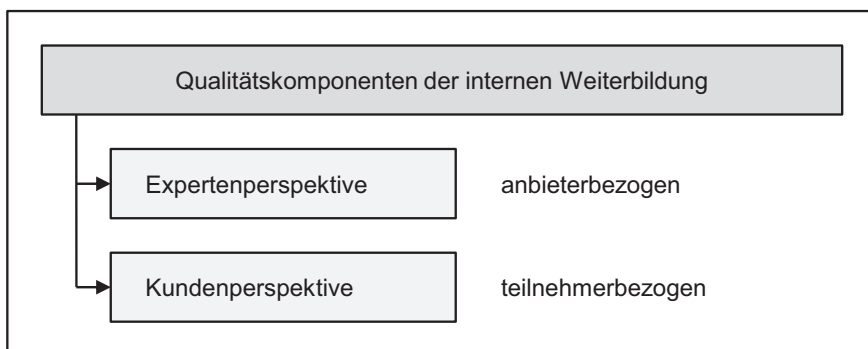 Qualitätskomponenten der internen Weiterbildung
Expertenperspektive anbieterbezogen
Kundenperspektive teilnehmerbezogen